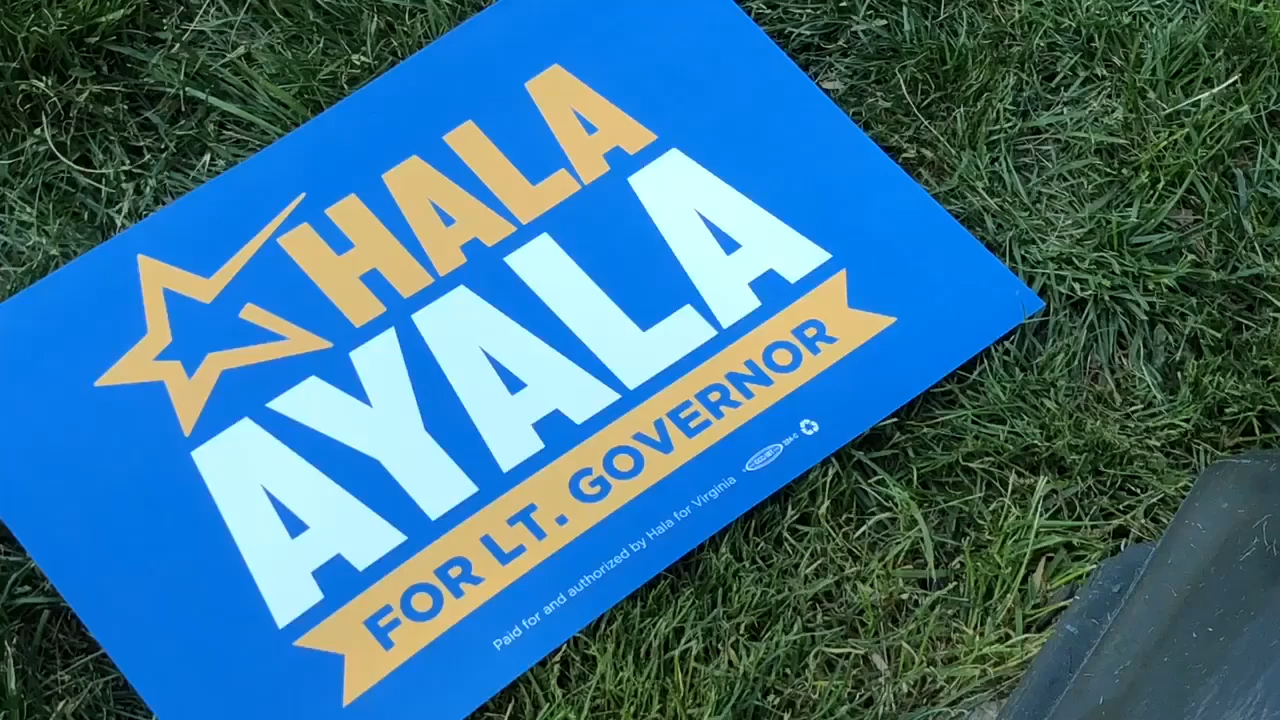 HALA
AYALA
FOR LT. GOVERNOR
Paid for and authorized by Hala for Virginia